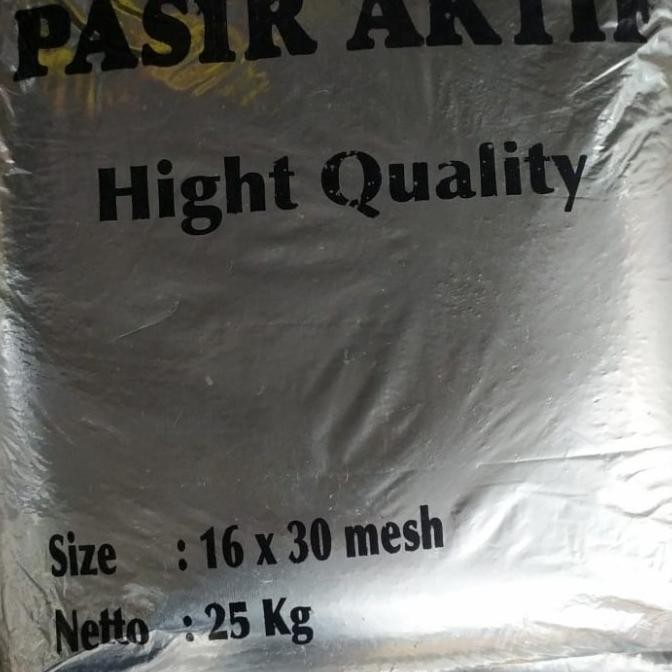 PASIR AKTIF
Hight Quality
Size : 16 x 30 mesh
Netto : 25 Kg